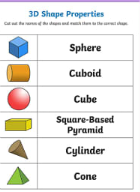 3D Shape Properties
Cut out the names of the shapes and match them to the correct shape.
Sphere
Cuboid
Cube
Square-Based
Pyramid
Cylinder
Cone